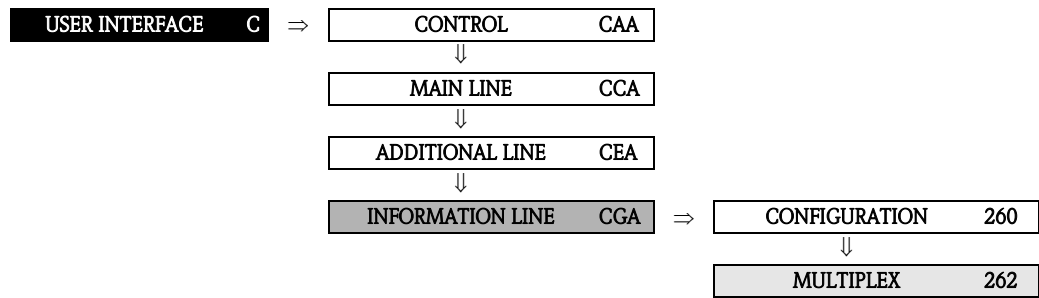 USER INTERFACE C ⇒ CONTROL CAA
⇓
MAIN LINE CCA
⇓
ADDITIONAL LINE CEA
⇓
INFORMATION LINE CGA ⇒ CONFIGURATION 260
⇓
MULTIPLEX 262